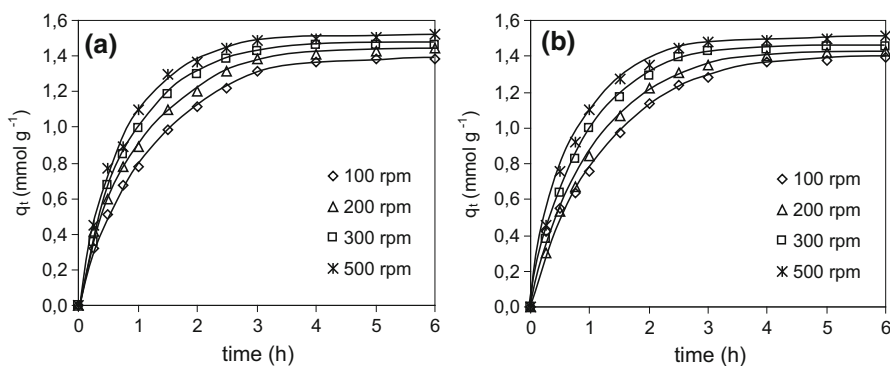 (a)
1,6
1,4
1,2
1,0
0,8
0,6
0,4
0,2
0,0
qt (mmol g-1)
100 rpm
200 rpm
300 rpm
500 rpm
0 1 2 3 4 5 6
time (h)
(b)
1,6
1,4
1,2
1,0
0,8
0,6
0,4
0,2
0,0
qt (mmol g-1)
100 rpm
200 rpm
300 rpm
500 rpm
0 1 2 3 4 5 6
time (h)